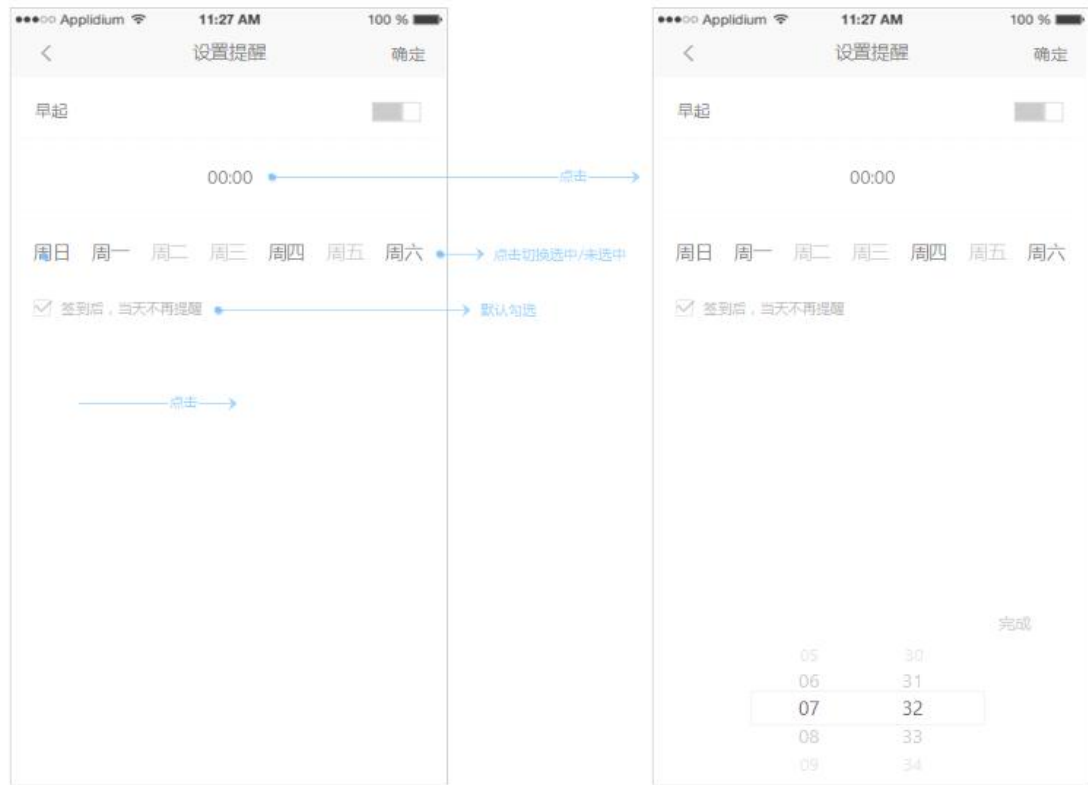 ●●●○○ Applidium 11:27 AM 100 %
设置提醒 确定
早起
00:00
点击
周日 周一 周二 周三 周四 周五 周六
点击切换选中/未选中
签到后，当天不再提醒
默认勾选
点击
●●●○○ Applidium 11:27 AM 100 %
设置提醒 确定
早起
00:00
周日 周一 周二 周三 周四 周五 周六
签到后，当天不再提醒
完成
05 30
06 31
07 32
08 33
09 34